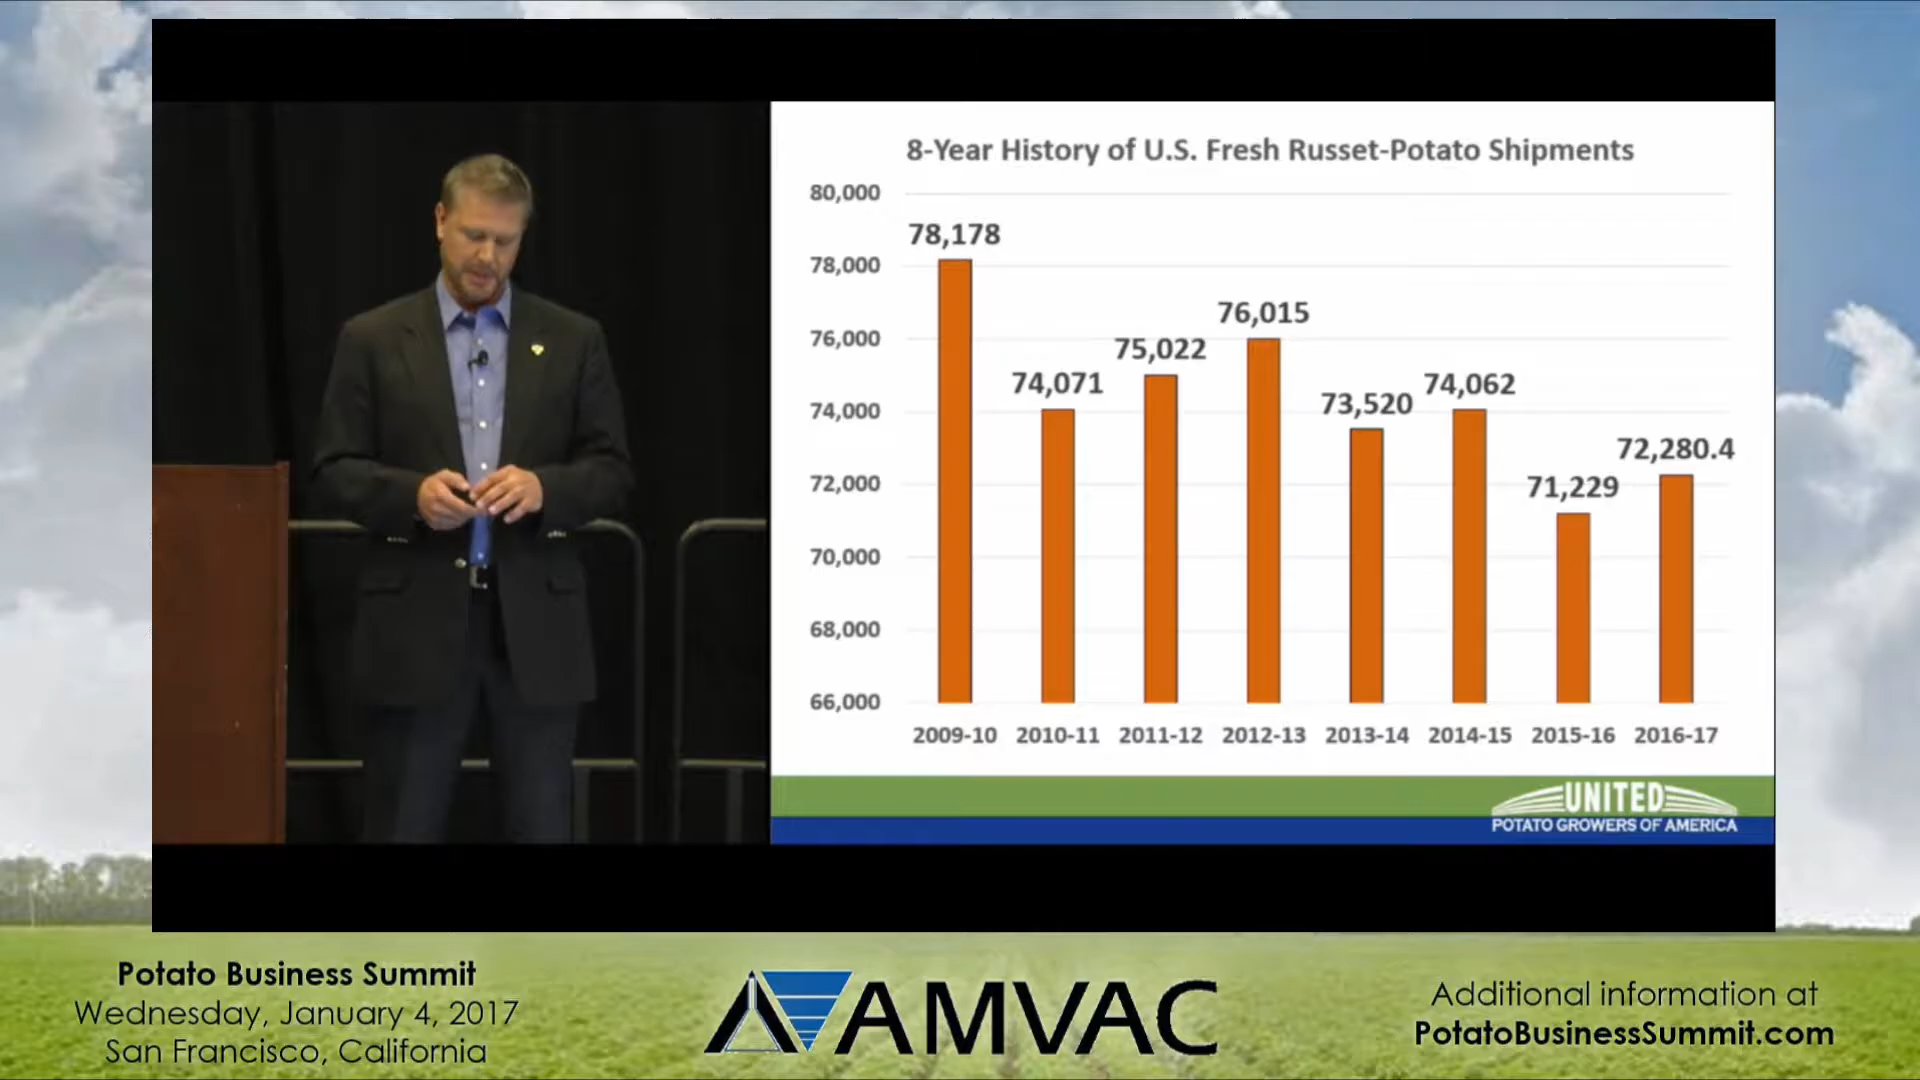 8-Year History of U.S. Fresh Russet-Potato Shipments
80,000
78,000
76,000
74,000
72,000
70,000
68,000
66,000
78,178
74,071
75,022
76,015
73,520
74,062
71,229
72,280.4
2009-10 2010-11 2011-12 2012-13 2013-14 2014-15 2015-16 2016-17
UNITED
POTATO GROWERS OF AMERICA
Potato Business Summit
Wednesday, January 4, 2017
San Francisco, California
AMVAC
Additional information at
PotatoBusinessSummit.com